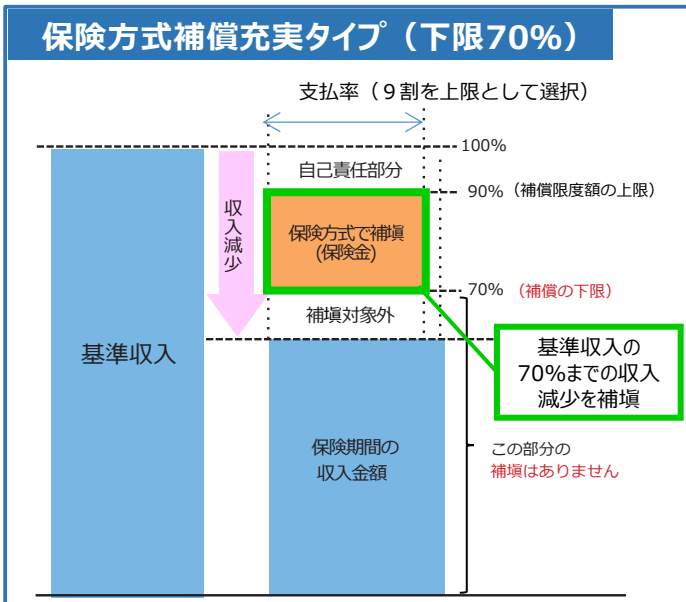 保険方式補償充実タイプ（下限70%）
支払率（９割を上限として選択）
100%
自己責任部分
90%（補償限度額の上限）
収入減少
保険方式で補塡
(保険金)
70%（補償の下限）
補塡対象外
基準収入
基準収入の
70%までの収入
減少を補塡
保険期間の
収入金額
この部分の
補塡はありません